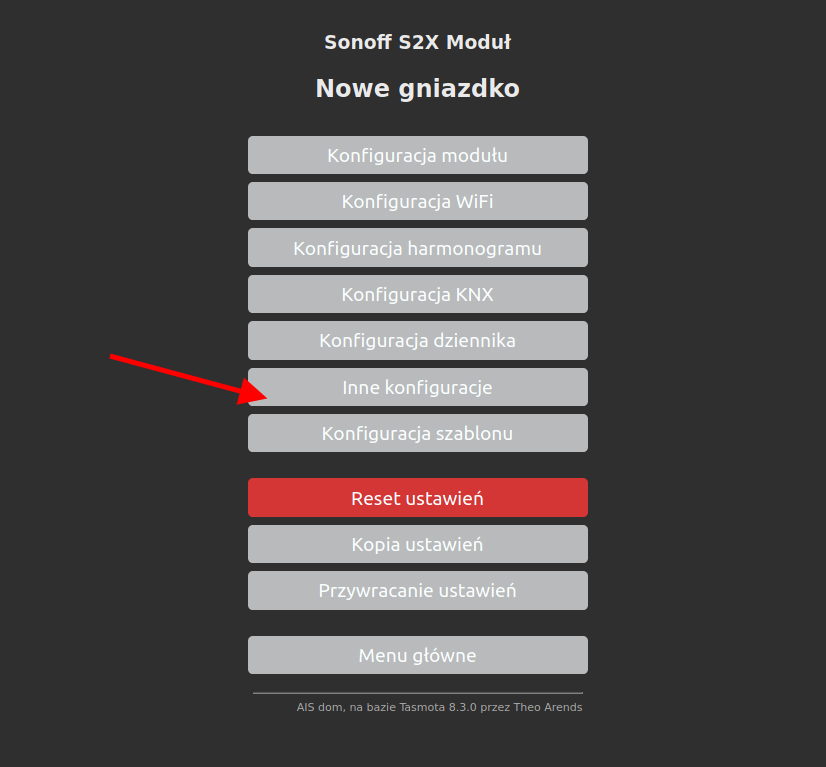 Sonoff S2X Moduł
Nowe gniazdko
Konfiguracja modułu
Konfiguracja WiFi
Konfiguracja harmonogramu
Konfiguracja KNX
Konfiguracja dziennika
Inne konfiguracje
Konfiguracja szablonu
Reset ustawień
Kopia ustawień
Przywracanie ustawień
Menu główne
AIS dom, na bazie Tasmota 8.3.0 przez Theo Arends